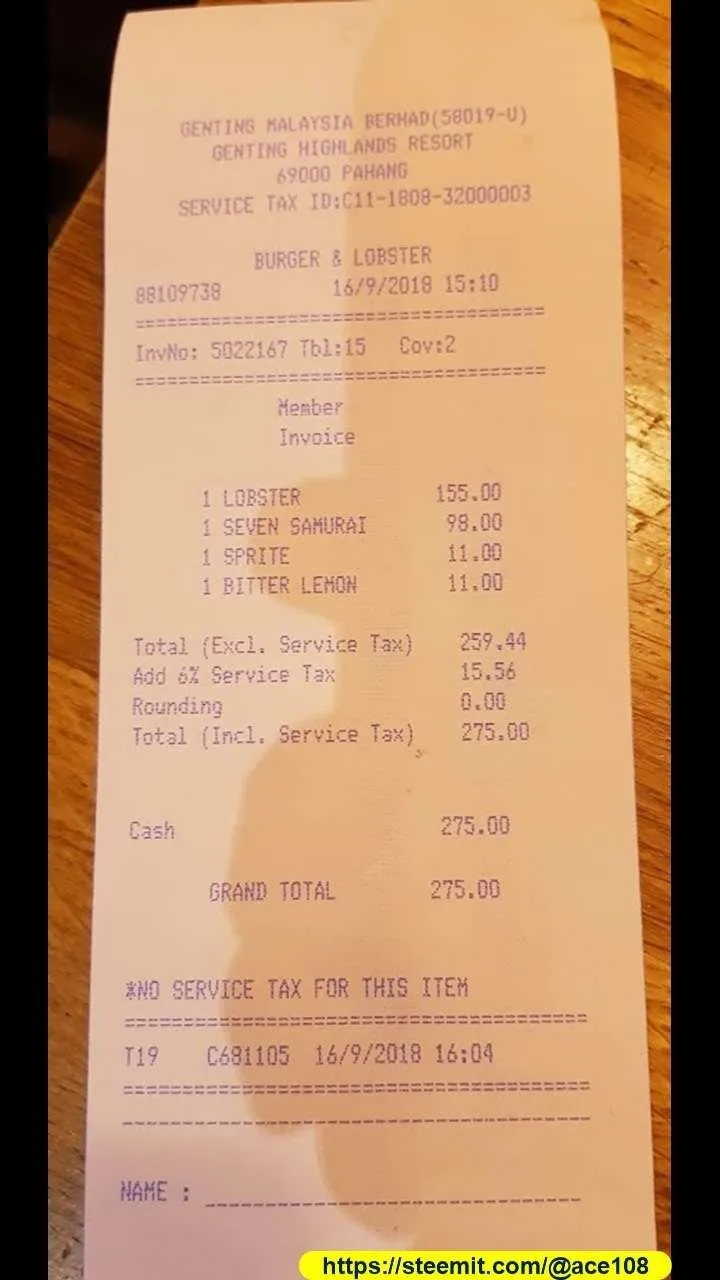 GENTING MALAYSIA BERHAD(58019-U)
GENTING HIGHLANDS RESORT
69000 PAHANG
SERVICE TAX ID:C11-1808-32000003
BURGER & LOBSTER
88109738 16/9/2018 15:10
====================================
InvNo: 5022167 Tbl:15 Cov:2
====================================
Member
Invoice
1 LOBSTER 155.00
1 SEVEN SAMURAI 98.00
1 SPRITE 11.00
1 BITTER LEMON 11.00
Total (Excl. Service Tax) 259.44
Add 6% Service Tax 15.56
Rounding 0.00
Total (Incl. Service Tax) 275.00
Cash 275.00
GRAND TOTAL 275.00
*NO SERVICE TAX FOR THIS ITEM
========================================
T19 C681105 16/9/2018 16:04
========================================
----------------------------------------
NAME : ________________________________
https://steemit.com/@ace108